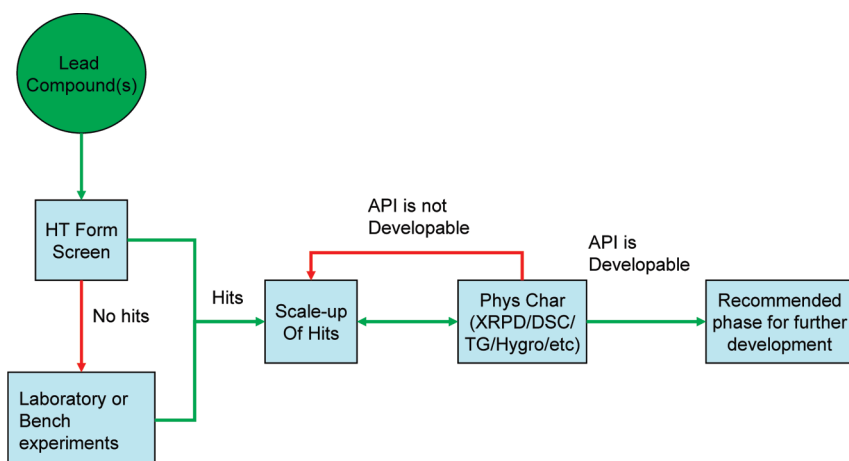 Lead
Compound(s)
HT Form
Screen
No hits
Laboratory or
Bench
experiments
Hits
Scale-up
Of Hits
API is not
Developable
Phys Char
(XRPD/DSC/
TG/Hygro/etc)
API is
Developable
Recommended
phase for further
development